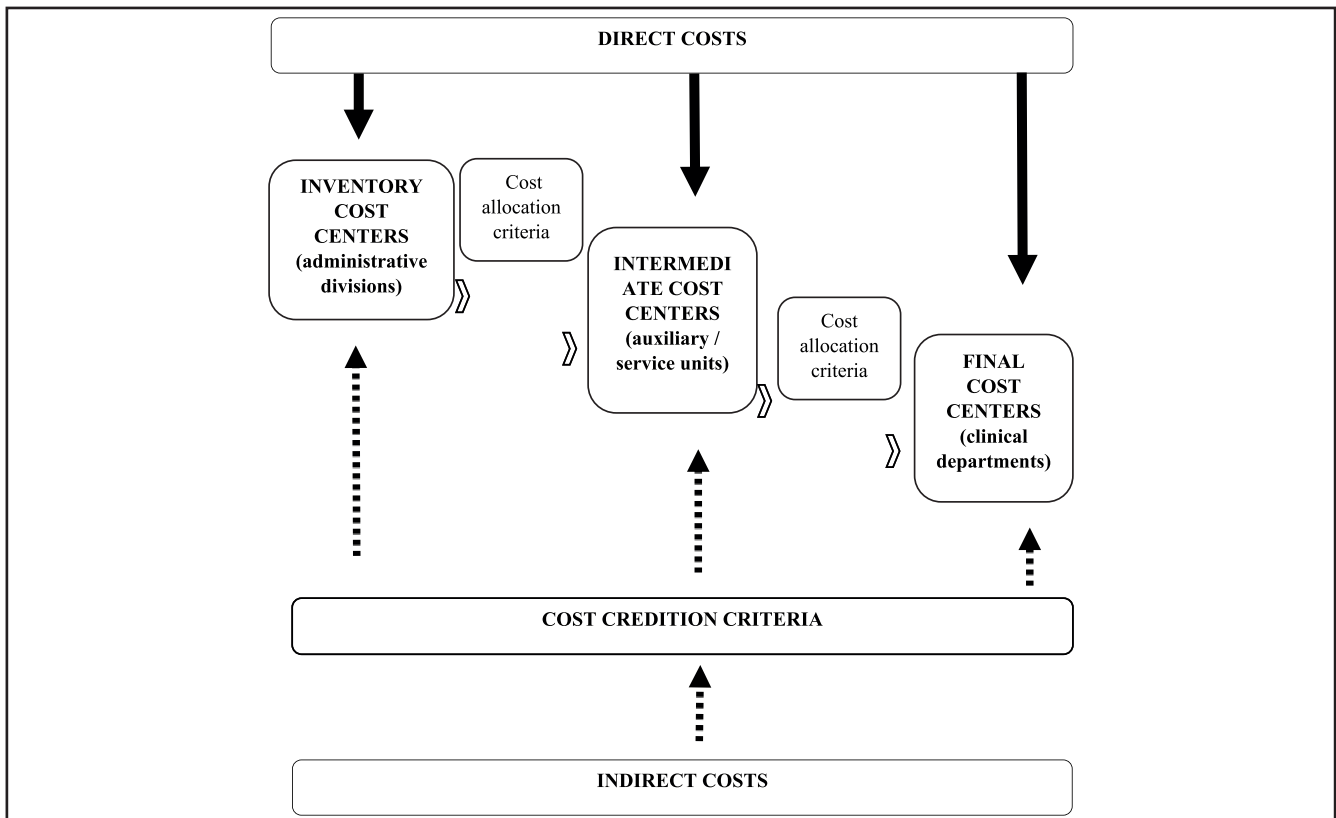 DIRECT COSTS
INVENTORY
COST
CENTERS
(administrative
divisions)
Cost
allocation
criteria
INTERMEDI
ATE COST
CENTERS
(auxiliary /
service units)
Cost
allocation
criteria
FINAL
COST
CENTERS
(clinical
departments)
COST CREDITION CRITERIA
INDIRECT COSTS